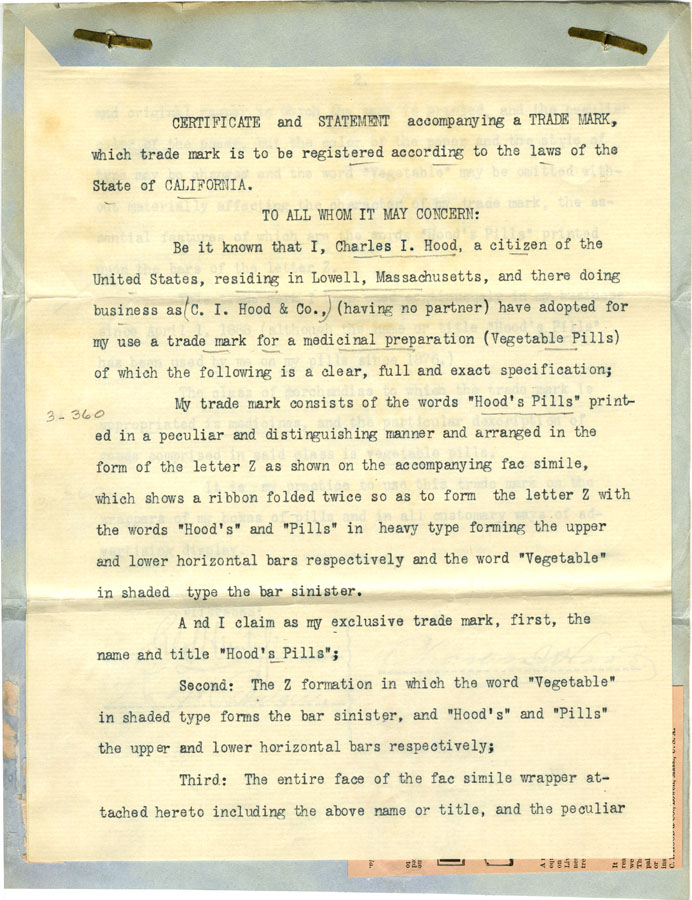 CERTIFICATE and STATEMENT accompanying a TRADE MARK,
which trade mark is to be registered according to the laws of the
State of CALIFORNIA.
TO ALL WHOM IT MAY CONCERN:
Be it known that I, Charles I. Hood, a citizen of the
United States, residing in Lowell, Massachusetts, and there doing
business as (C. I. Hood & Co.,) (having no partner) have adopted for
my use a trade mark for a medicinal preparation (Vegetable Pills)
of which the following is a clear, full and exact specification;
3-360
My trade mark consists of the words "Hood's Pills" print-
ed in a peculiar and distinguishing manner and arranged in the
form of the letter Z as shown on the accompanying fac simile,
which shows a ribbon folded twice so as to form the letter Z with
the words "Hood's" and "Pills" in heavy type forming the upper
and lower horizontal bars respectively and the word "Vegetable"
in shaded type the bar sinister.
And I claim as my exclusive trade mark, first, the
name and title "Hood's Pills";
Second: The Z formation in which the word "Vegetable"
in shaded type forms the bar sinister, and "Hood's" and "Pills"
the upper and lower horizontal bars respectively;
Third: The entire face of the fac simile wrapper at-
tached hereto including the above name or title, and the peculiar